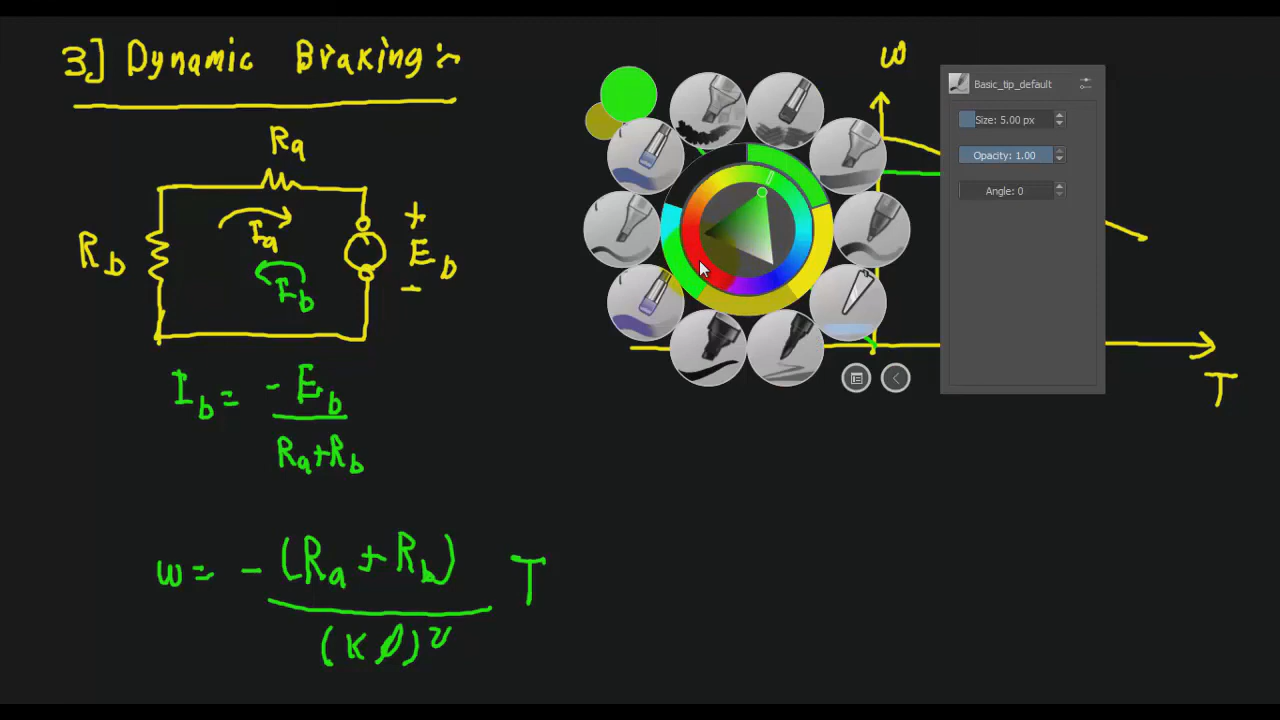 3.] Dynamic Braking :-
Ra
Rb
Ia
Ib
+
Eb
-
Ib = -Eb
Ra+Rb
w = -(Ra + Rb) T
(KØ)²
w
T
Basic_tip_default
Size: 5.00 px
Opacity: 1.00
Angle: 0